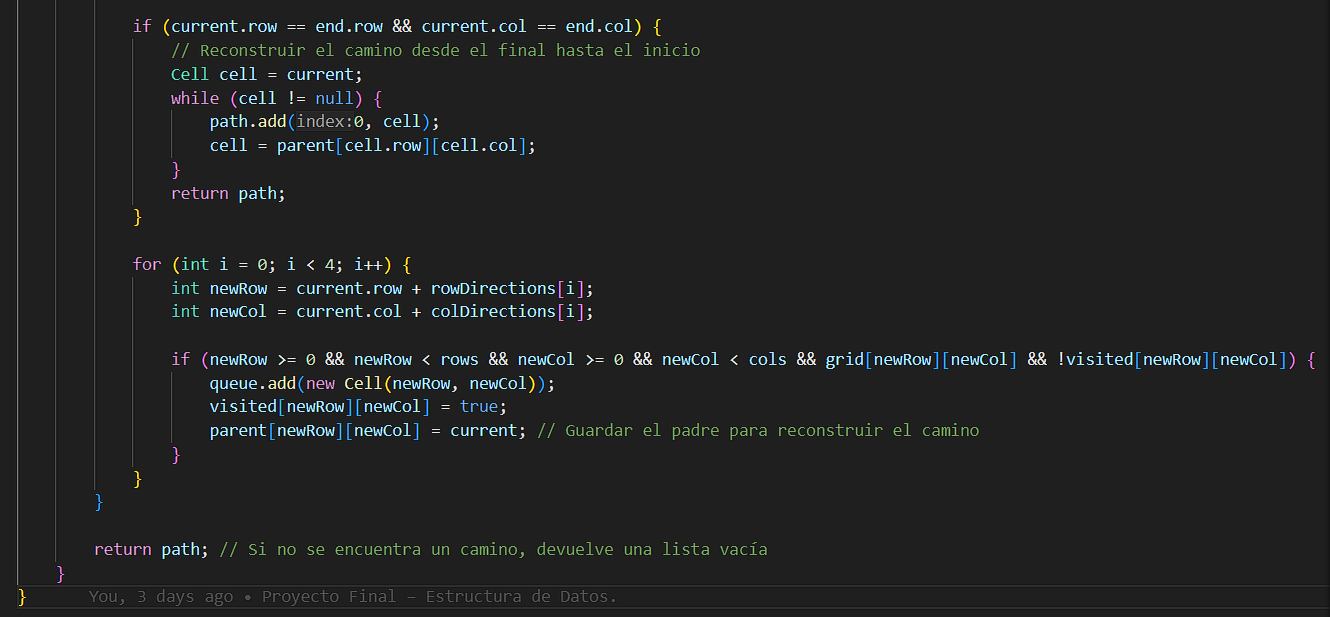 if (current.row == end.row && current.col == end.col) {
// Reconstruir el camino desde el final hasta el inicio
Cell cell = current;
while (cell != null) {
path.add(index:0, cell);
cell = parent[cell.row][cell.col];
}
return path;
}
for (int i = 0; i < 4; i++) {
int newRow = current.row + rowDirections[i];
int newCol = current.col + colDirections[i];
if (newRow >= 0 && newRow < rows && newCol >= 0 && newCol < cols && grid[newRow][newCol] && !visited[newRow][newCol]) {
queue.add(new Cell(newRow, newCol));
visited[newRow][newCol] = true;
parent[newRow][newCol] = current; // Guardar el padre para reconstruir el camino
}
}
}
return path; // Si no se encuentra un camino, devuelve una lista vacía
}
} You, 3 days ago • Proyecto Final – Estructura de Datos.